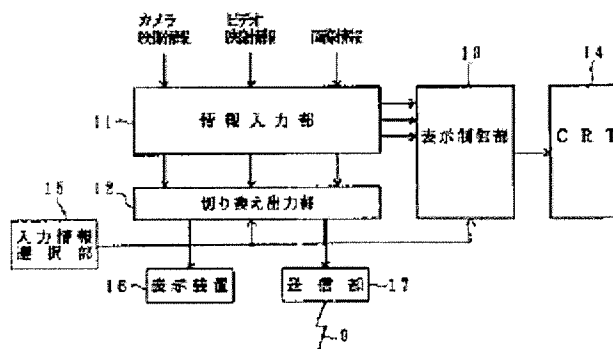 カメラ
映像情報
ビデオ
映像情報
画像情報
13
14
11
情報入力部
表示制御部
CRT
12
切り換え出力部
15
入力情報
選択部
16
表示装置
送信部
17
9